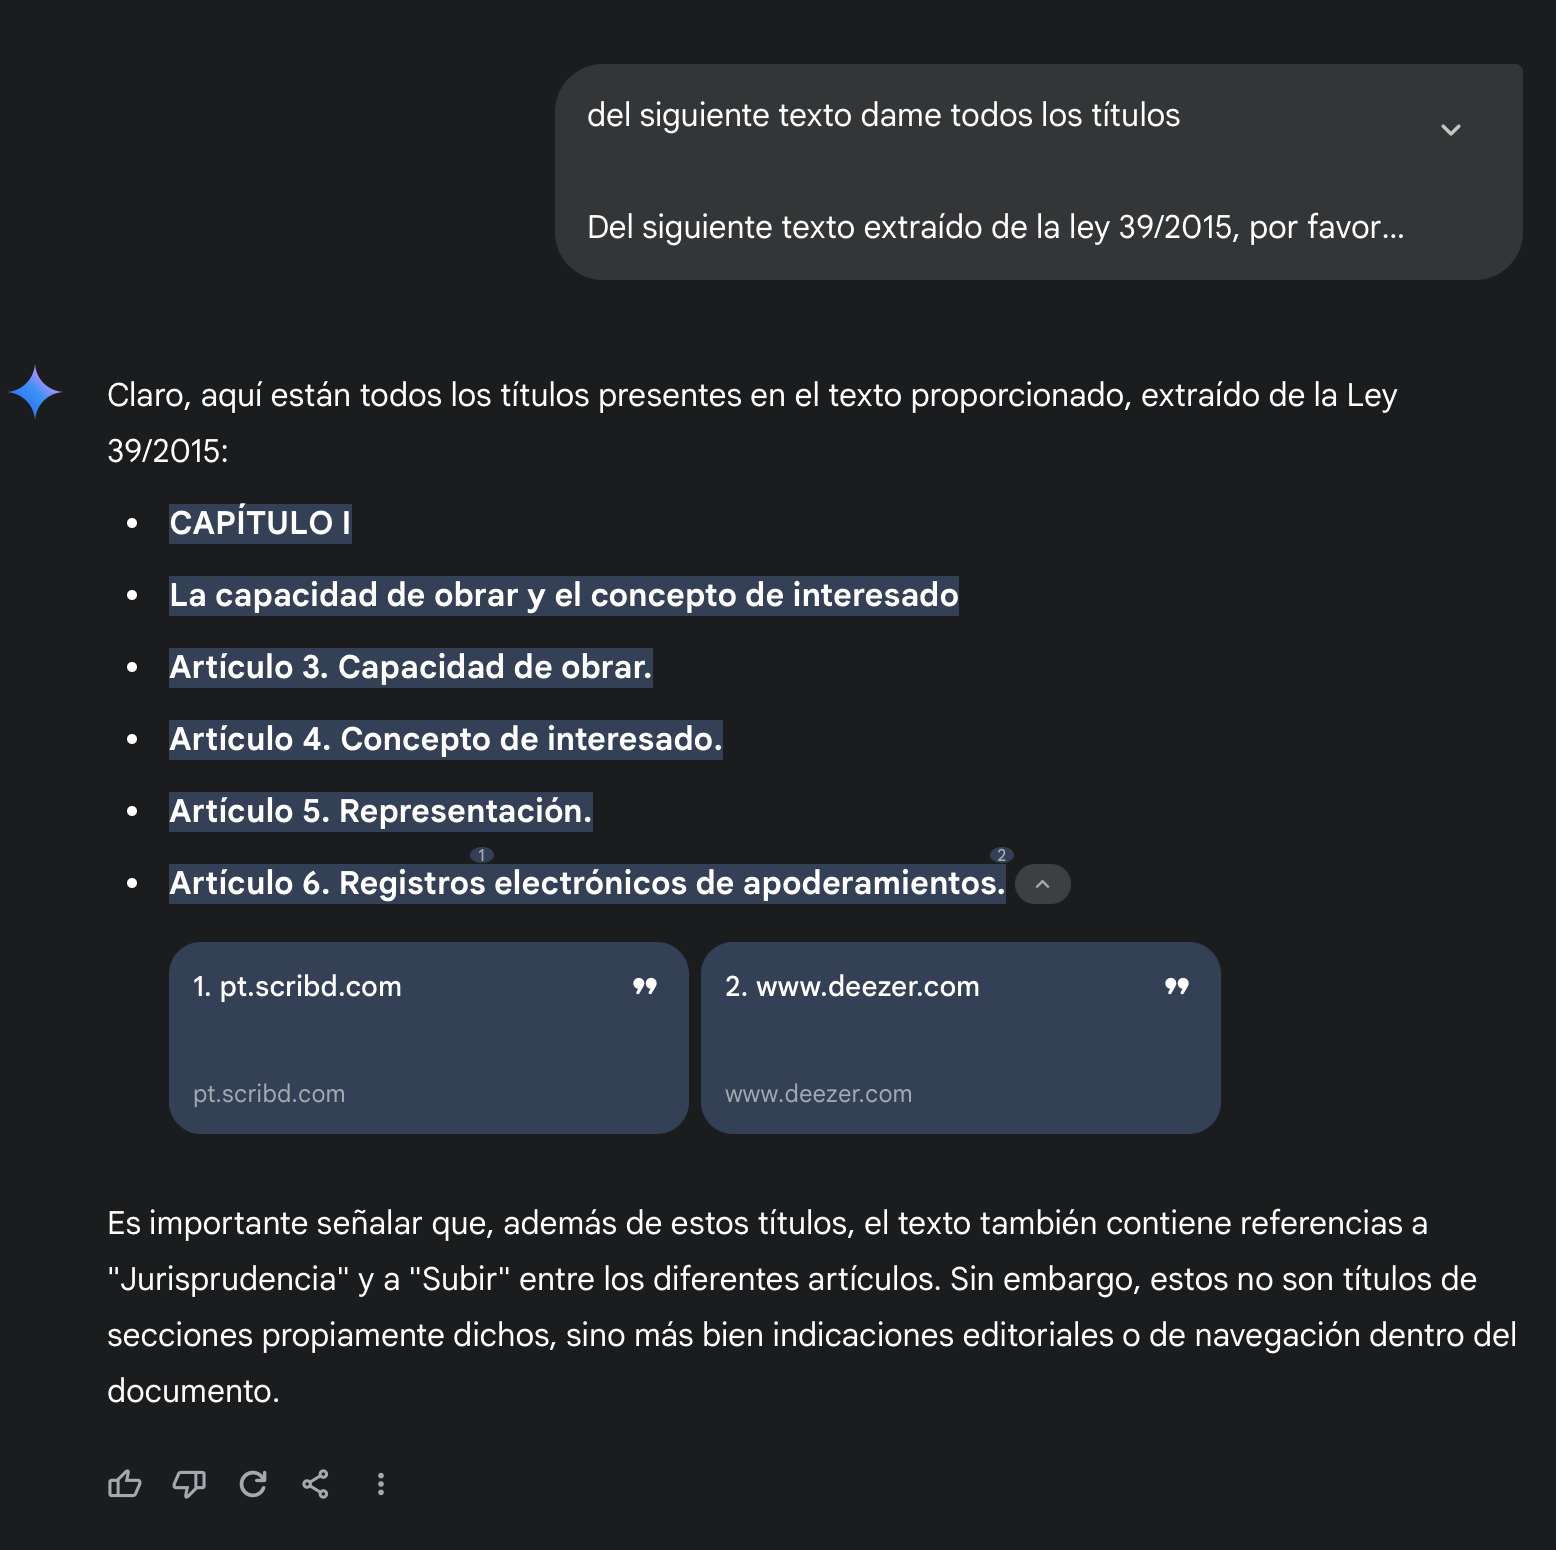 del siguiente texto dame todos los títulos
Del siguiente texto extraído de la ley 39/2015, por favor...
Claro, aquí están todos los títulos presentes en el texto proporcionado, extraído de la Ley
39/2015:
• CAPÍTULO I
• La capacidad de obrar y el concepto de interesado
• Artículo 3. Capacidad de obrar.
• Artículo 4. Concepto de interesado.
• Artículo 5. Representación.
1 2
• Artículo 6. Registros electrónicos de apoderamientos.
1. pt.scribd.com
pt.scribd.com
2. www.deezer.com
www.deezer.com
Es importante señalar que, además de estos títulos, el texto también contiene referencias a
"Jurisprudencia" y a "Subir" entre los diferentes artículos. Sin embargo, estos no son títulos de
secciones propiamente dichos, sino más bien indicaciones editoriales o de navegación dentro del
documento.